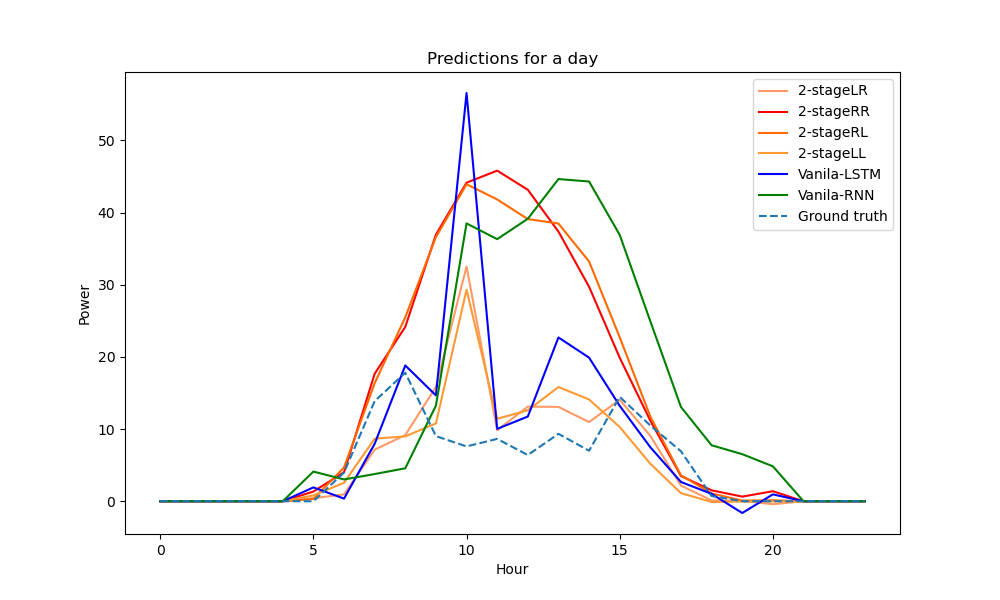 Predictions for a day
2-stageLR
2-stageRR
2-stageRL
2-stageLL
Vanila-LSTM
Vanila-RNN
Ground truth
Power
50
40
30
20
10
0
0 5 10 15 20
Hour